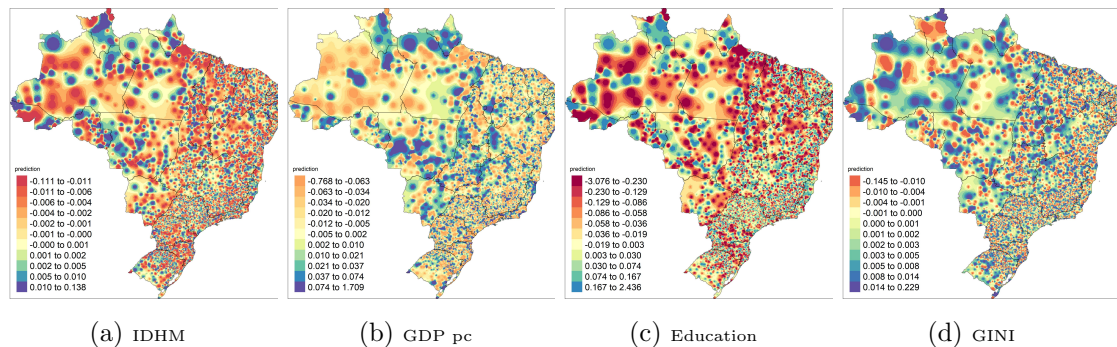 prediction
-0.111 to -0.011
-0.011 to -0.006
-0.006 to -0.004
-0.004 to -0.002
-0.002 to -0.001
-0.001 to -0.000
-0.000 to 0.001
0.001 to 0.002
0.002 to 0.005
0.005 to 0.010
0.010 to 0.138
(a) IDHM
prediction
-0.768 to -0.063
-0.063 to -0.034
-0.034 to -0.020
-0.020 to -0.012
-0.012 to -0.005
-0.005 to 0.002
0.002 to 0.010
0.010 to 0.021
0.021 to 0.037
0.037 to 0.074
0.074 to 1.709
(b) GDP pc
prediction
-3.076 to -0.230
-0.230 to -0.129
-0.129 to -0.086
-0.086 to -0.058
-0.058 to -0.036
-0.036 to -0.019
-0.019 to 0.003
0.003 to 0.030
0.030 to 0.074
0.074 to 0.167
0.167 to 2.436
(c) Education
prediction
-0.145 to -0.010
-0.010 to -0.004
-0.004 to -0.001
-0.001 to 0.000
0.000 to 0.001
0.001 to 0.002
0.002 to 0.003
0.003 to 0.005
0.005 to 0.008
0.008 to 0.014
0.014 to 0.229
(d) GINI